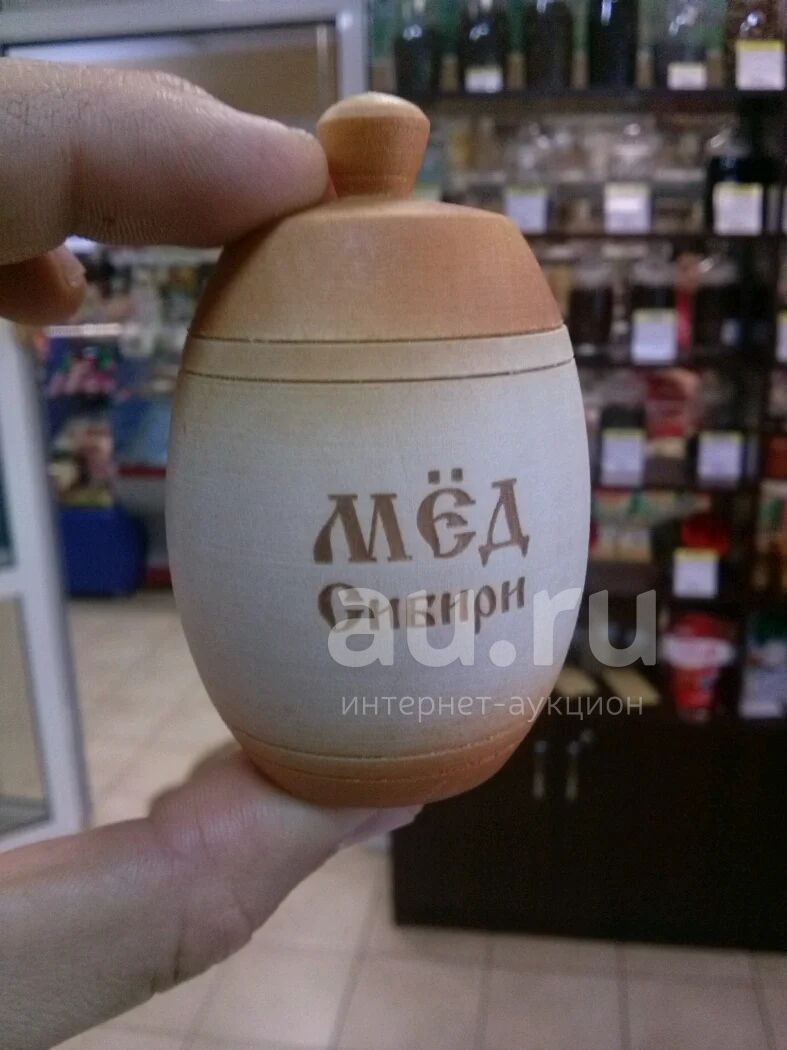 МЁД
Сибири
au.ru
интернет-аукцион